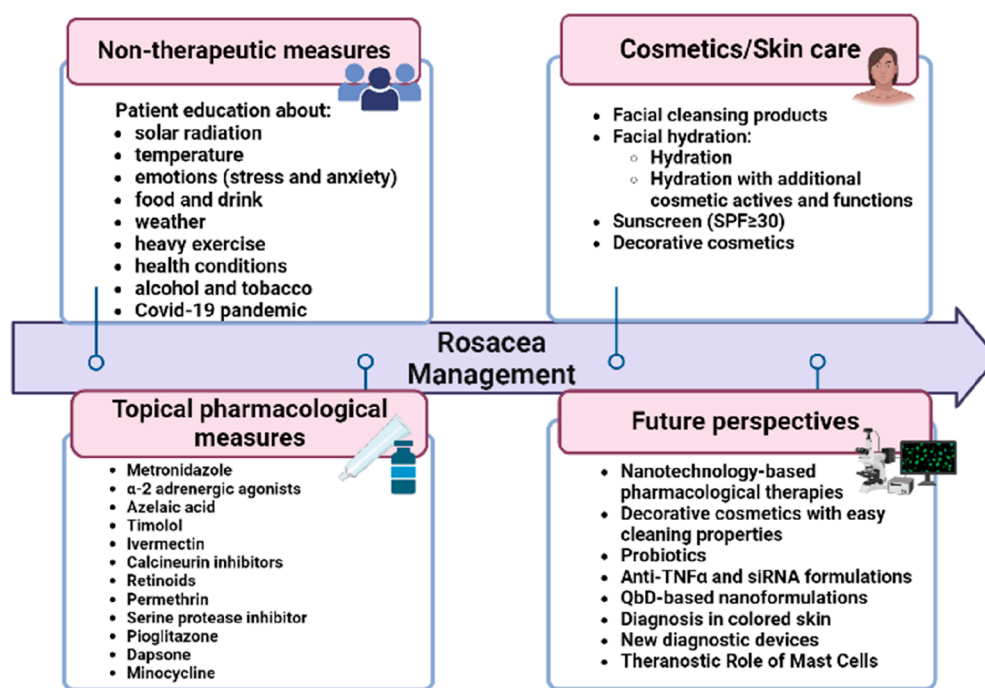 Non-therapeutic measures
Patient education about:
• solar radiation
• temperature
• emotions (stress and anxiety)
• food and drink
• weather
• heavy exercise
• health conditions
• alcohol and tobacco
• Covid-19 pandemic
Cosmetics/Skin care
• Facial cleansing products
• Facial hydration:
○ Hydration
○ Hydration with additional
cosmetic actives and functions
• Sunscreen (SPF≥30)
• Decorative cosmetics
Rosacea
Management
Topical pharmacological
measures
• Metronidazole
• α-2 adrenergic agonists
• Azelaic acid
• Timolol
• Ivermectin
• Calcineurin inhibitors
• Retinoids
• Permethrin
• Serine protease inhibitor
• Pioglitazone
• Dapsone
• Minocycline
Future perspectives
• Nanotechnology-based
pharmacological therapies
• Decorative cosmetics with easy
cleaning properties
• Probiotics
• Anti-TNFα and siRNA formulations
• QbD-based nanoformulations
• Diagnosis in colored skin
• New diagnostic devices
• Theranostic Role of Mast Cells